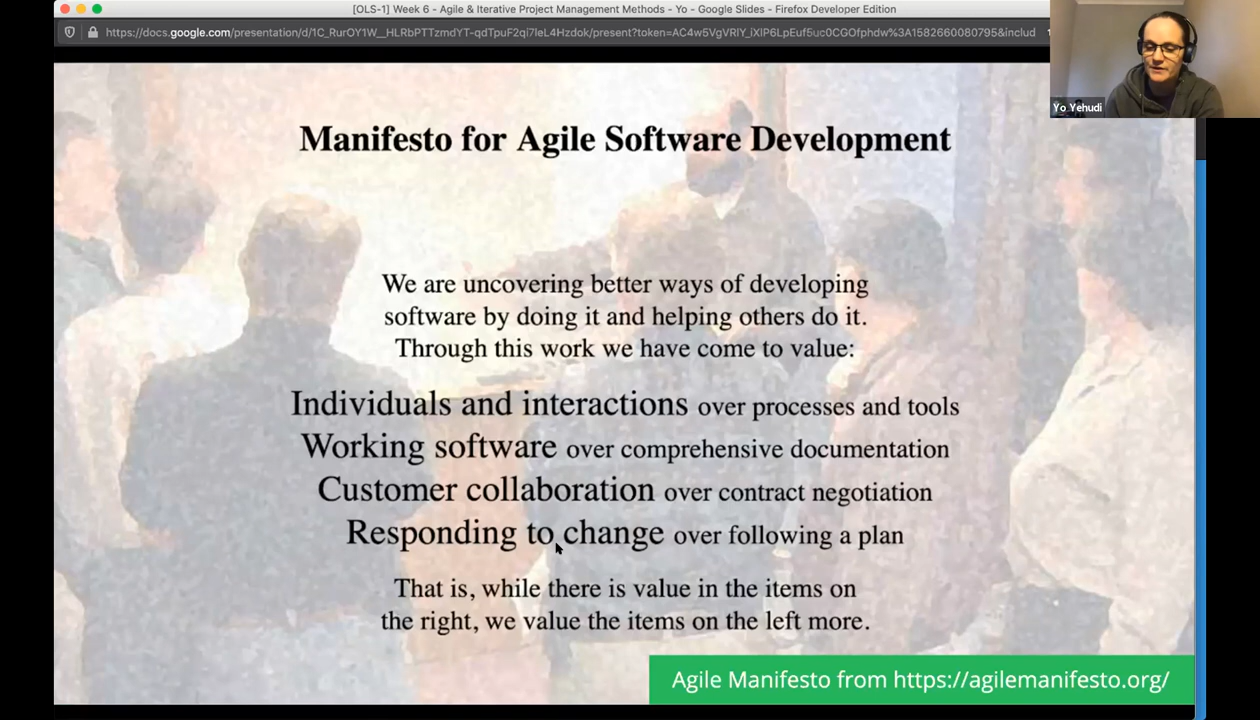 [OLS-1] Week 6 - Agile & Iterative Project Management Methods - Yo - Google Slides - Firefox Developer Edition
Yo Yehudi
Manifesto for Agile Software Development
We are uncovering better ways of developing
software by doing it and helping others do it.
Through this work we have come to value:
Individuals and interactions over processes and tools
Working software over comprehensive documentation
Customer collaboration over contract negotiation
Responding to change over following a plan
That is, while there is value in the items on
the right, we value the items on the left more.
Agile Manifesto from https://agilemanifesto.org/